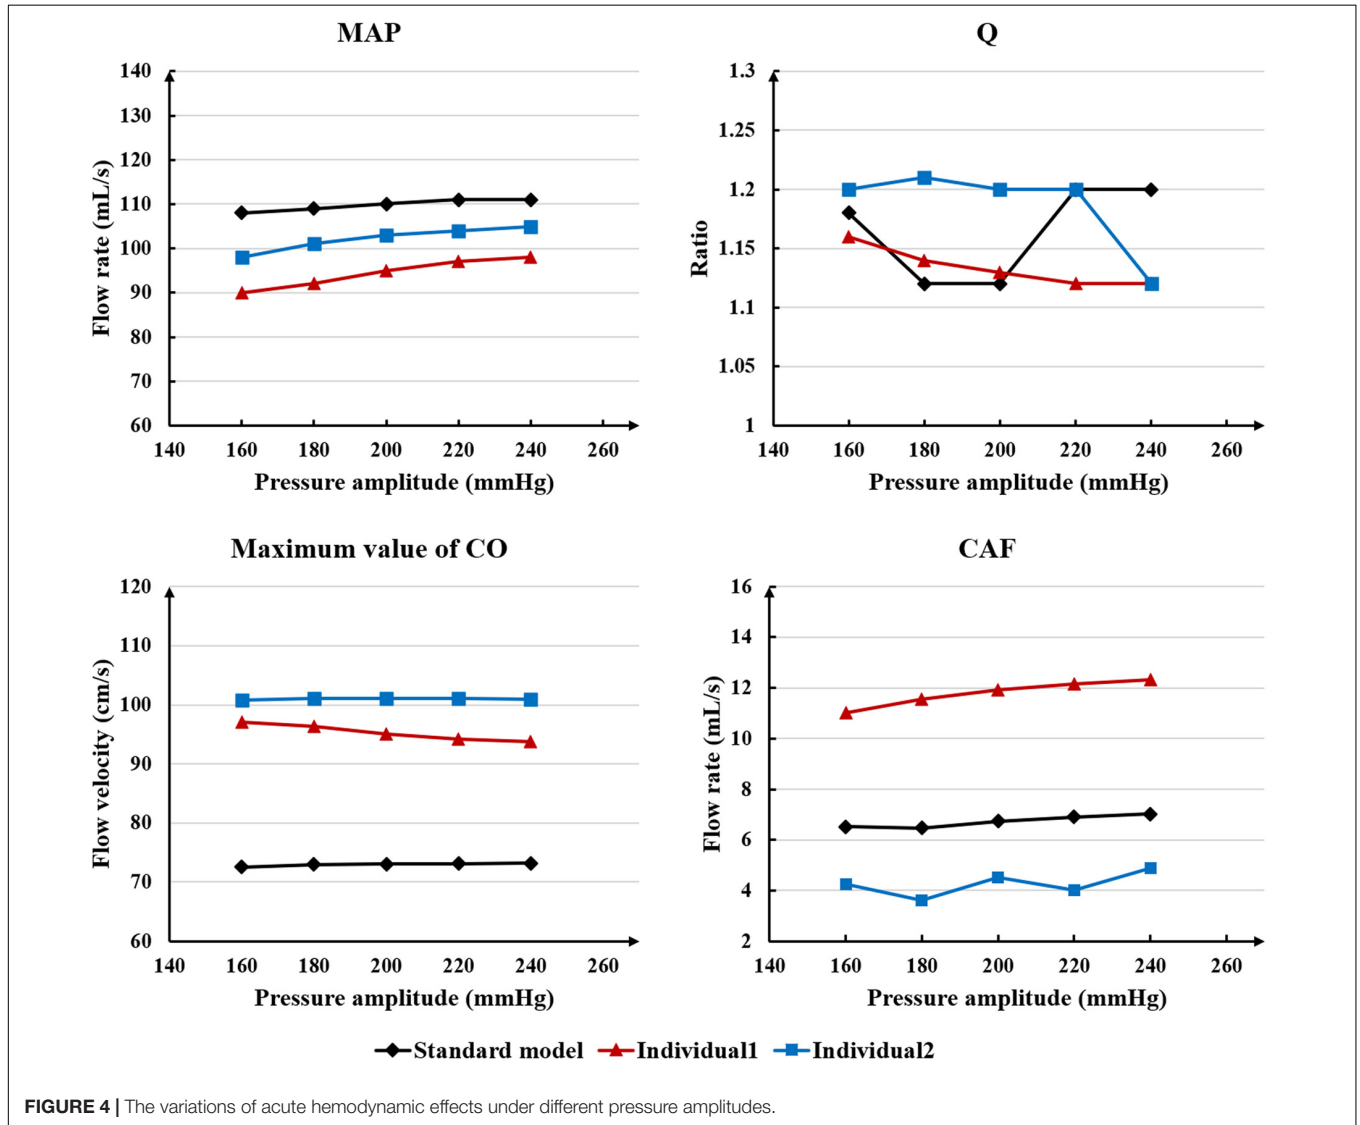 MAP
140
130
120
110
100
90
80
70
60
Flow rate (mL/s)
140 160 180 200 220 240 260
Pressure amplitude (mmHg)
Q
1.3
1.25
1.2
1.15
1.1
1.05
1
Ratio
140 160 180 200 220 240 260
Pressure amplitude (mmHg)
Maximum value of CO
120
110
100
90
80
70
60
Flow velocity (cm/s)
140 160 180 200 220 240 260
Pressure amplitude (mmHg)
CAF
16
14
12
10
8
6
4
2
Flow rate (mL/s)
140 160 180 200 220 240 260
Pressure amplitude (mmHg)
Standard model Individual1 Individual2
FIGURE 4 | The variations of acute hemodynamic effects under different pressure amplitudes.